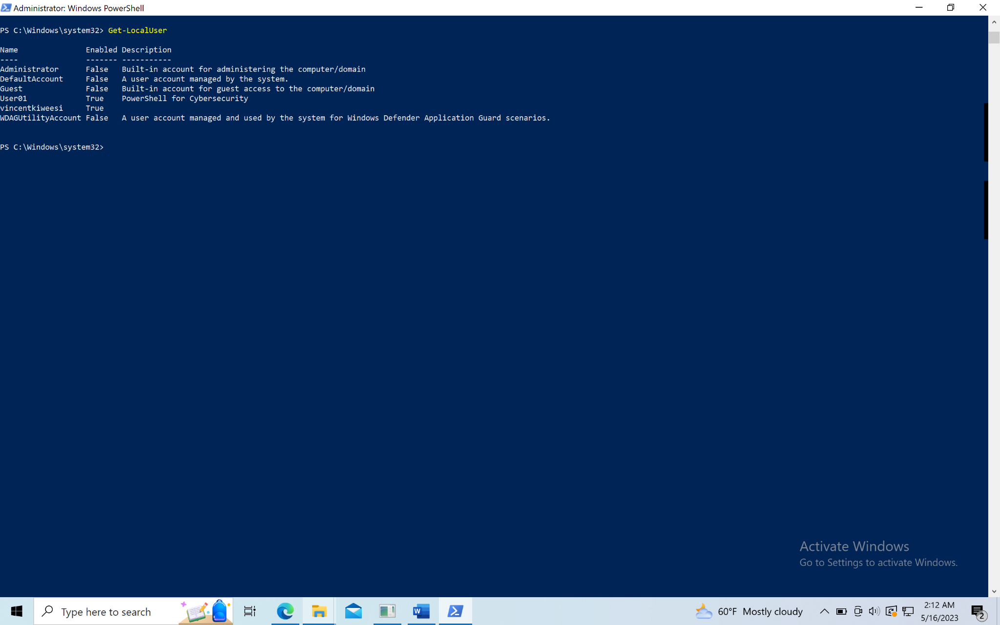 Administrator: Windows PowerShell
PS C:\Windows\system32> Get-LocalUser
Name               Enabled Description
----               ------- -----------
Administrator      False   Built-in account for administering the computer/domain
DefaultAccount     False   A user account managed by the system.
Guest              False   Built-in account for guest access to the computer/domain
User01             True    PowerShell for Cybersecurity
vincentkiweesi     True
WDAGUtilityAccount False   A user account managed and used by the system for Windows Defender Application Guard scenarios.
PS C:\Windows\system32>
Activate Windows
Go to Settings to activate Windows.
Type here to search
W
60°F Mostly cloudy
2:12 AM
5/16/2023
2